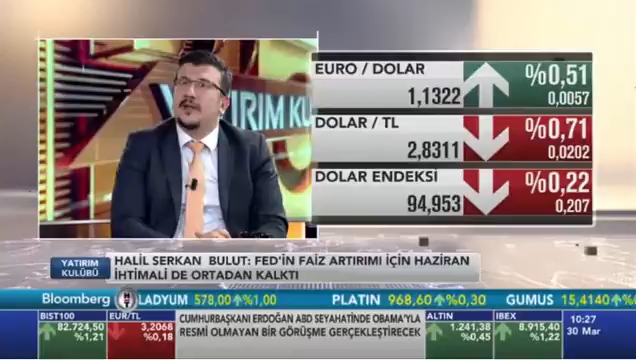 YATIRIM KU
EURO / DOLAR
1,1322
%0,51
0,0057
DOLAR / TL
2,8311
%0,71
0,0202
DOLAR ENDEKSİ
94,953
%0,22
0,207
YATIRIM
KULÜBÜ
HALİL SERKAN BULUT: FED'İN FAİZ ARTIRIMI İÇİN HAZİRAN
İHTİMALİ DE ORTADAN KALKTI
Bloomberg
LADYUM 578,00 %1,00 PLATIN 968,60 %0,30 GUMUS 15,4140 %
BIST100
82.724,50
%1,21
EUR/TL
3,2068
%0,18
CUMHURBAŞKANI ERDOĞAN ABD SEYAHATİNDE OBAMA'YLA
RESMİ OLMAYAN BİR GÖRÜŞME GERÇEKLEŞTİRECEK
ALTIN
1.241,38
%0,45
IBEX
8.915,40
%1,22
10:27
30 Mar